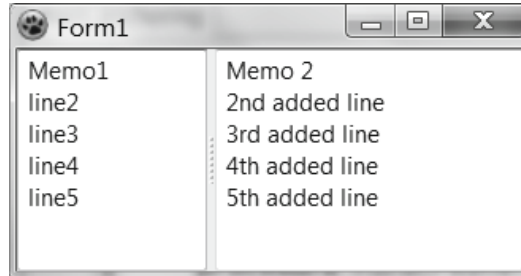 Form1
Memo1
line2
line3
line4
line5
Memo 2
2nd added line
3rd added line
4th added line
5th added line